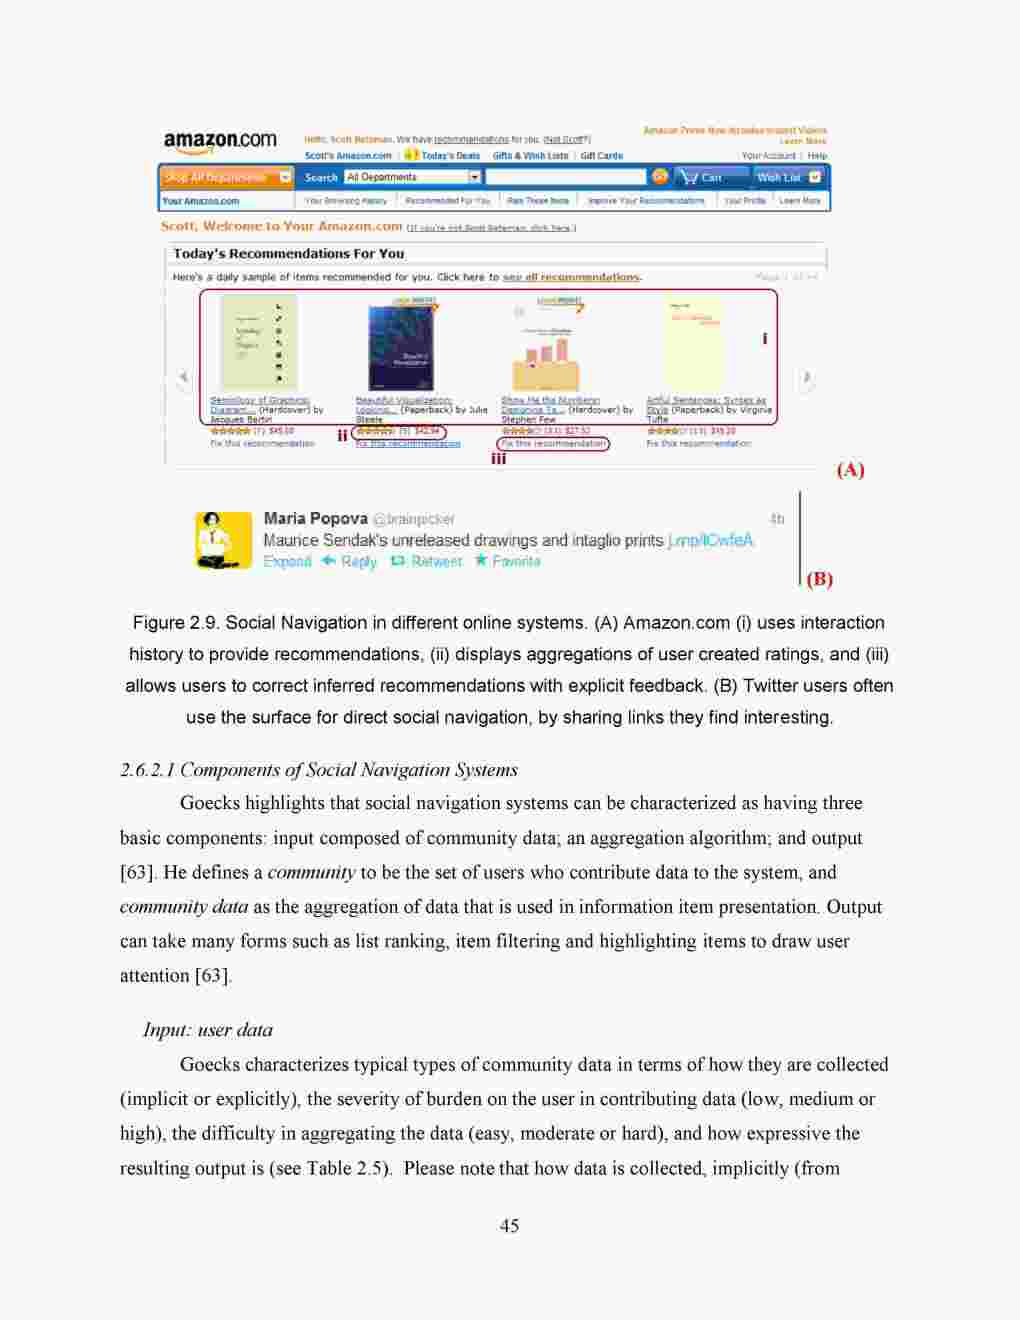 amazon.com
Hello, Scott Bateman. We have recommendations for you. (Not Scott?)
Amazon Prime Now Includes Instant Videos
Learn More
Scott's Amazon.com Today's Deals Gifts & Wish Lists Gift Cards
Your Account Help
Shop All Departments Search All Departments GO Cart Wish List
Your Amazon.com Your Browsing History Recommended For You Rate These Items Improve Your Recommendations Your Profile Learn More
Scott, Welcome to Your Amazon.com (If you're not Scott Bateman, click here.)
Today's Recommendations For You
Here's a daily sample of items recommended for you. Click here to see all recommendations.
LOOK INSIDE!
LOOK INSIDE!
i
Semiology of Graphics:
Diagram... (Hardcover) by
Jacques Bertin
(7) $45.00
Fix this recommendation
Beautiful Visualization:
Looking... (Paperback) by Julie
Steele
ii
(5) $42.94
Fix this recommendation
Show Me the Numbers:
Designing Ta... (Hardcover) by
Stephen Few
$27.52
Fix this recommendation
iii
Artful Sentences: Syntax As
Style (Paperback) by Virginia
Tufte
Fix this recommendation
(A)
Maria Popova @brainpicker 4h
Maurice Sendak's unreleased drawings and intaglio prints
Expand Reply Retweet Favorite
(B)
Figure 2.9. Social Navigation in different online systems. (A) Amazon.com (i) uses interaction
history to provide recommendations, (ii) displays aggregations of user created ratings, and (iii)
allows users to correct inferred recommendations with explicit feedback. (B) Twitter users often
use the surface for direct social navigation, by sharing links they find interesting.
2.6.2.1 Components of Social Navigation Systems
Goecks highlights that social navigation systems can be characterized as having three
basic components: input composed of community data; an aggregation algorithm; and output
[63]. He defines a community to be the set of users who contribute data to the system, and
community data as the aggregation of data that is used in information item presentation. Output
can take many forms such as list ranking, item filtering and highlighting items to draw user
attention [63].
Input: user data
Goecks characterizes typical types of community data in terms of how they are collected
(implicit or explicitly), the severity of burden on the user in contributing data (low, medium or
high), the difficulty in aggregating the data (easy, moderate or hard), and how expressive the
resulting output is (see Table 2.5). Please note that how data is collected, implicitly (from
45